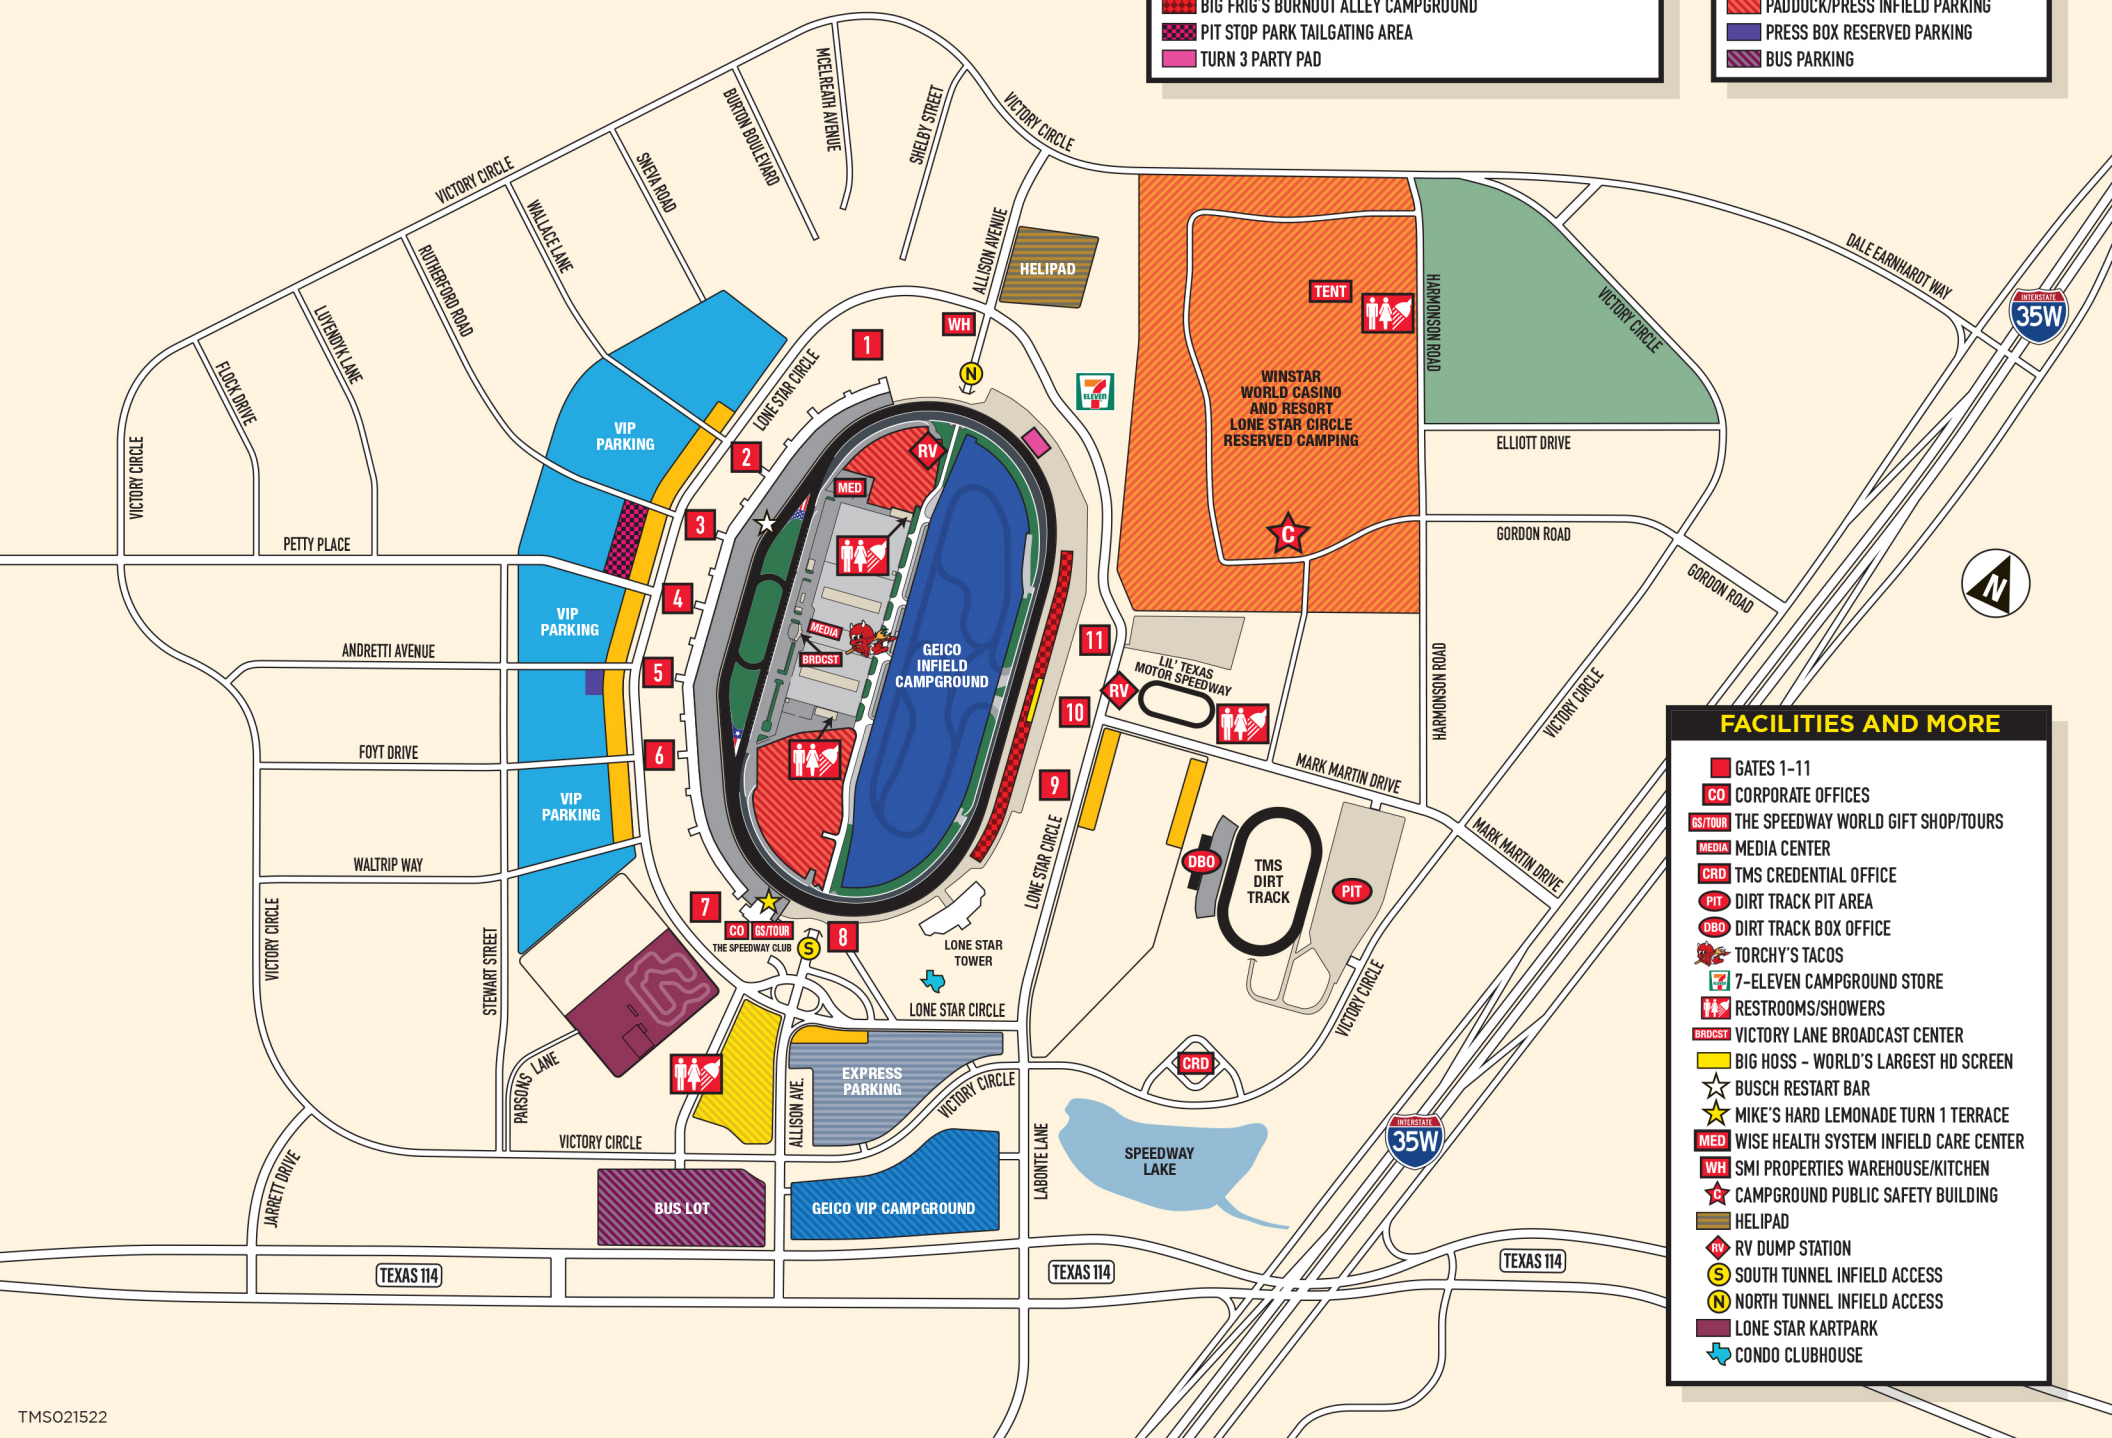 BIG FRIG'S BURNOUT ALLEY CAMPGROUND
PIT STOP PARK TAILGATING AREA
TURN 3 PARTY PAD
PADDOCK/PRESS INFIELD PARKING
PRESS BOX RESERVED PARKING
BUS PARKING
MCELREATH AVENUE
BURTON BOULEVARD
SHELBY STREET
VICTORY CIRCLE
VICTORY CIRCLE
SNEVA ROAD
WALLACE LANE
RUTHERFORD ROAD
LUYENDYK LANE
FLOCK DRIVE
VICTORY CIRCLE
ALLISON AVENUE
HELIPAD
DALE EARNHARDT WAY
INTERSTATE
35W
TENT
HARMONSON ROAD
VICTORY CIRCLE
WH
1
N
LONE STAR CIRCLE
7
ELEVEN
WINSTAR
WORLD CASINO
AND RESORT
LONE STAR CIRCLE
RESERVED CAMPING
VIP
PARKING
2
RV
MED
ELLIOTT DRIVE
3
C
GORDON ROAD
GORDON ROAD
PETTY PLACE
4
N
VIP
PARKING
MEDIA
BRDCST
GEICO
INFIELD
CAMPGROUND
11
LIL' TEXAS
MOTOR SPEEDWAY
RV
10
ANDRETTI AVENUE
5
HARMONSON ROAD
VICTORY CIRCLE
FOYT DRIVE
6
9
MARK MARTIN DRIVE
MARK MARTIN DRIVE
VIP
PARKING
WALTRIP WAY
LONE STAR CIRCLE
DBO
TMS
DIRT
TRACK
PIT
7
CO
GS/TOUR
THE SPEEDWAY CLUB
S
8
LONE STAR
TOWER
LONE STAR CIRCLE
VICTORY CIRCLE
STEWART STREET
VICTORY CIRCLE
PARSONS LANE
EXPRESS
PARKING
ALLISON AVE.
VICTORY CIRCLE
CRD
VICTORY CIRCLE
LABONTE LANE
SPEEDWAY
LAKE
INTERSTATE
35W
JARRETT DRIVE
BUS LOT
GEICO VIP CAMPGROUND
TEXAS 114
TEXAS 114
TEXAS 114
FACILITIES AND MORE
GATES 1-11
CO CORPORATE OFFICES
GS/TOUR THE SPEEDWAY WORLD GIFT SHOP/TOURS
MEDIA MEDIA CENTER
CRD TMS CREDENTIAL OFFICE
PIT DIRT TRACK PIT AREA
DBO DIRT TRACK BOX OFFICE
TORCHY'S TACOS
7 7-ELEVEN CAMPGROUND STORE
RESTROOMS/SHOWERS
BRDCST VICTORY LANE BROADCAST CENTER
BIG HOSS - WORLD'S LARGEST HD SCREEN
BUSCH RESTART BAR
MIKE'S HARD LEMONADE TURN 1 TERRACE
MED WISE HEALTH SYSTEM INFIELD CARE CENTER
WH SMI PROPERTIES WAREHOUSE/KITCHEN
C CAMPGROUND PUBLIC SAFETY BUILDING
HELIPAD
RV RV DUMP STATION
S SOUTH TUNNEL INFIELD ACCESS
N NORTH TUNNEL INFIELD ACCESS
LONE STAR KARTPARK
CONDO CLUBHOUSE
TMS021522